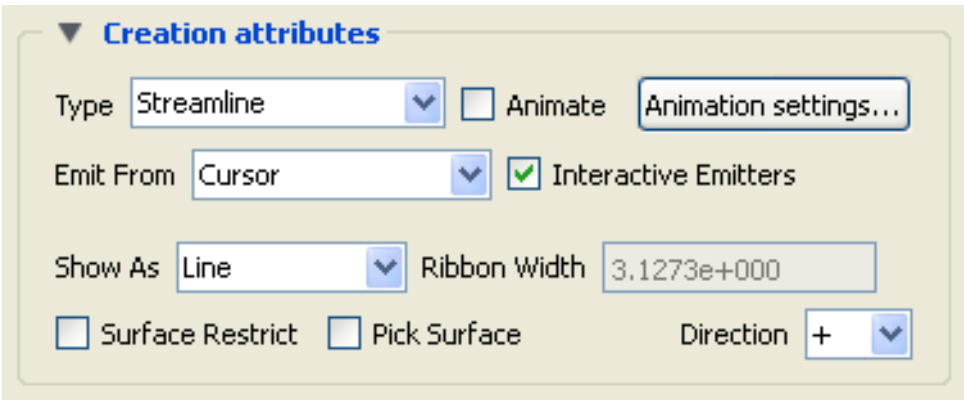 Creation attributes
Type Streamline Animate Animation settings...
Emit From Cursor Interactive Emitters
Show As Line Ribbon Width 3.1273e+000
Surface Restrict Pick Surface Direction +